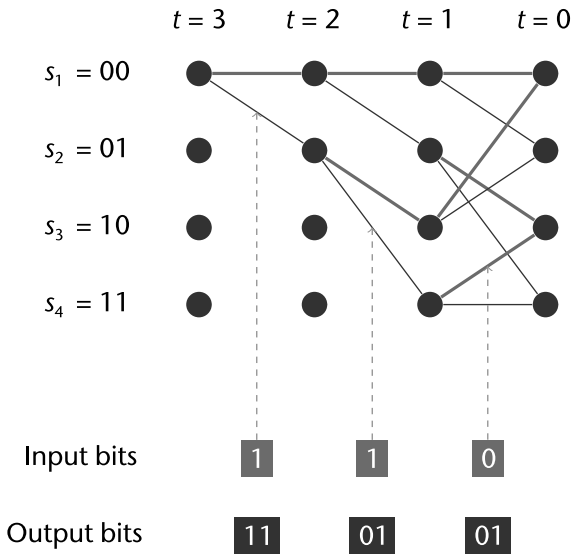 t = 3 t = 2 t = 1 t = 0
s1 = 00
s2 = 01
s3 = 10
s4 = 11
Input bits 1 1 0
Output bits 11 01 01